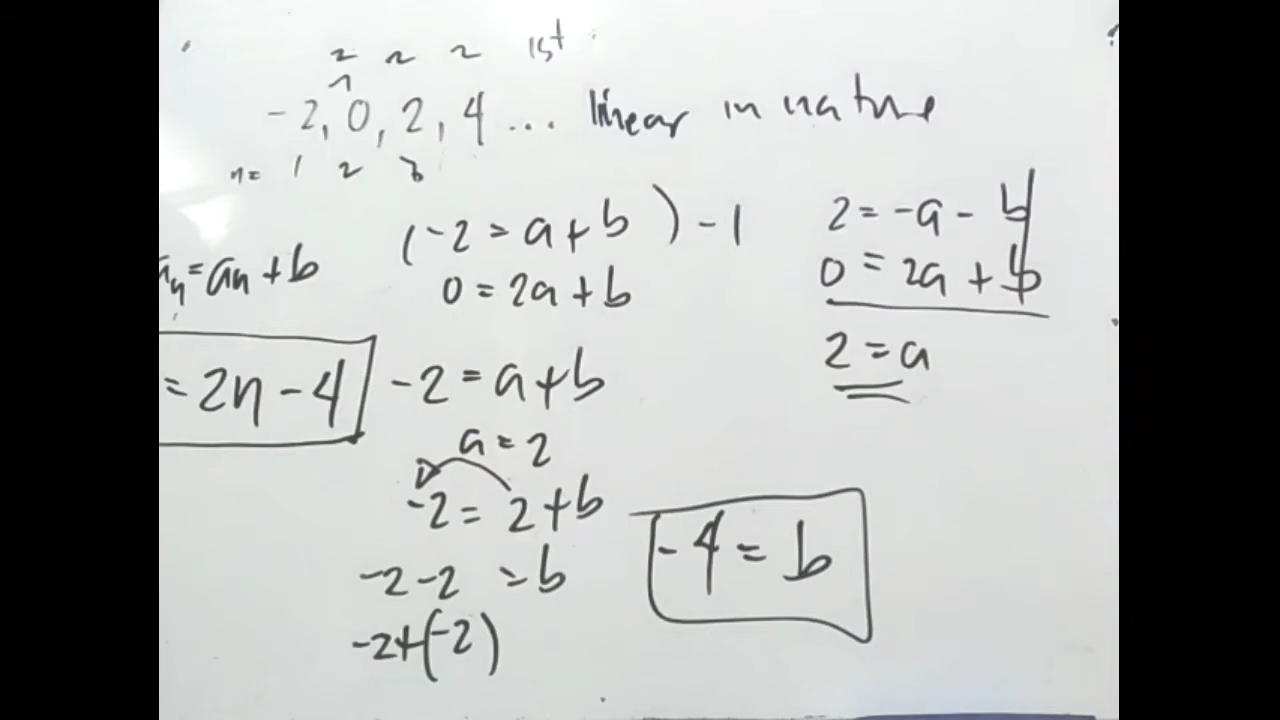 2 2 2 1st
-2, 0, 2, 4 ... linear in nature
n= 1 2 3
aₙ = an + b
= 2n - 4
(-2 = a + b) - 1
0 = 2a + b
-2 = a + b
a = 2
-2 = 2 + b
-2 - 2 = b
-2 + (-2)
2 = -a - b
0 = 2a + b
2 = a
-4 = b